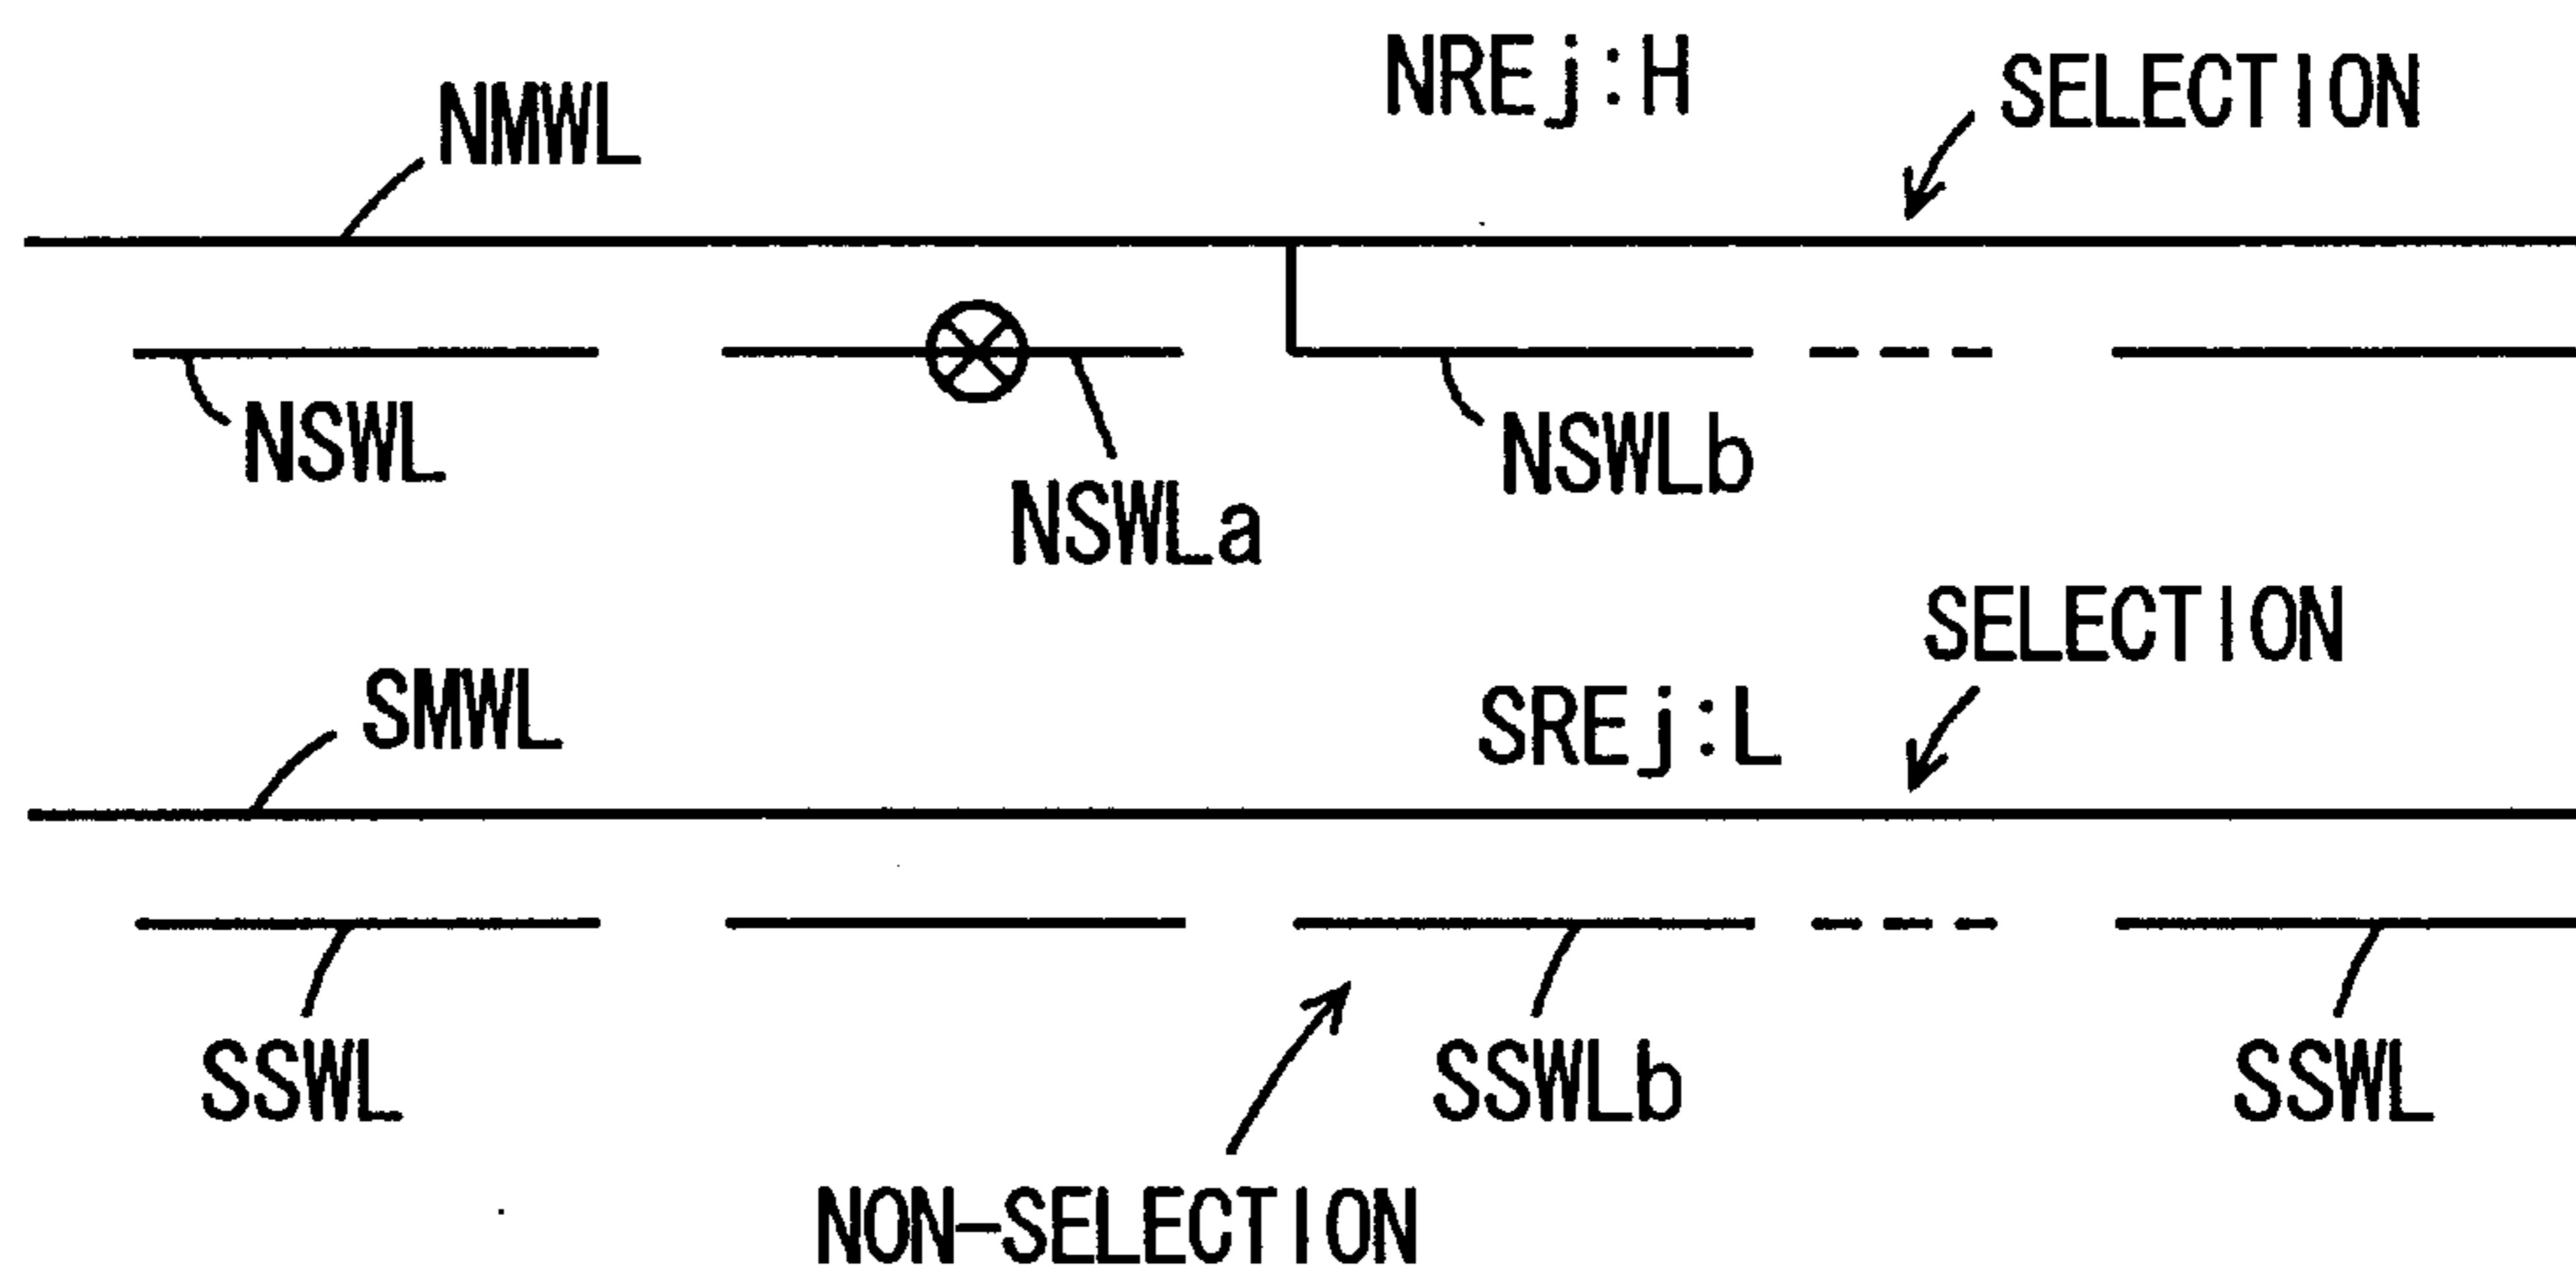 NREj:H
SELECTION
NMWL
NSWL
NSWLa
NSWLb
SELECTION
SMWL
SREj:L
SSWL
SSWLb
SSWL
NON-SELECTION